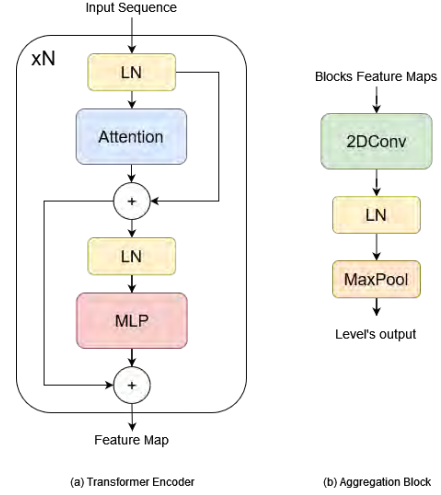 Input Sequence
xN
LN
Attention
+
LN
MLP
+
Feature Map
(a) Transformer Encoder
Blocks Feature Maps
2DConv
LN
MaxPool
Level's output
(b) Aggregation Block